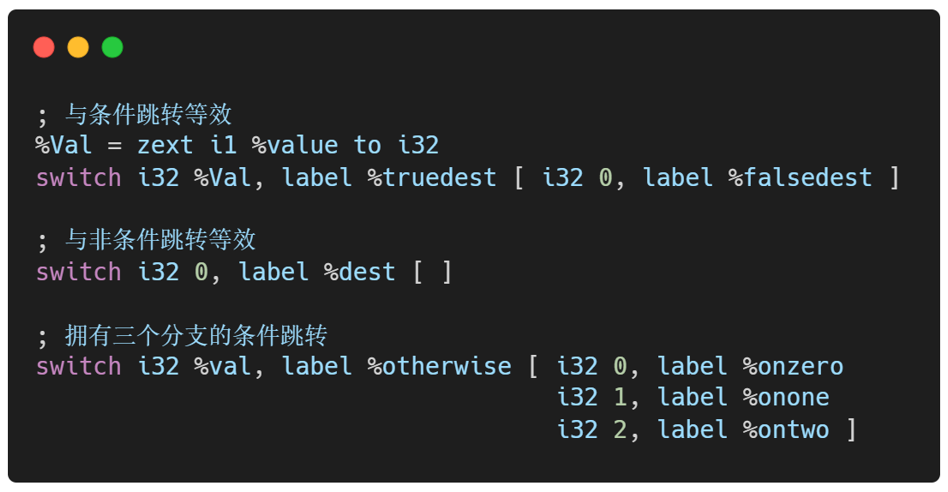 ; 与条件跳转等效
%Val = zext i1 %value to i32
switch i32 %Val, label %truedest [ i32 0, label %falsedest ]
; 与非条件跳转等效
switch i32 0, label %dest [ ]
; 拥有三个分支的条件跳转
switch i32 %val, label %otherwise [ i32 0, label %onzero
i32 1, label %onone
i32 2, label %ontwo ]